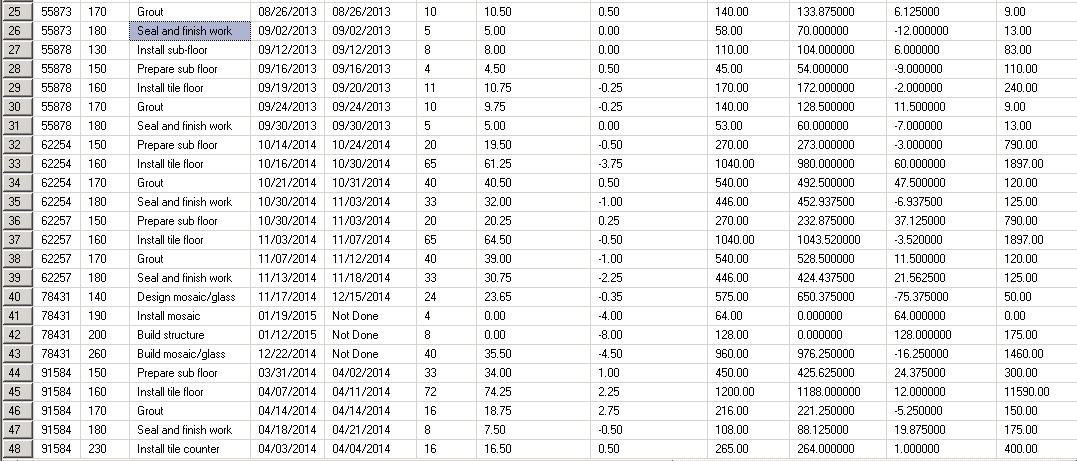 25 55873 170 Grout 08/26/2013 08/26/2013 10 10.50 0.50 140.00 133.875000 6.125000 9.00
26 55873 180 Seal and finish work 09/02/2013 09/02/2013 5 5.00 0.00 58.00 70.000000 -12.000000 13.00
27 55878 130 Install sub-floor 09/12/2013 09/12/2013 8 8.00 0.00 110.00 104.000000 6.000000 83.00
28 55878 150 Prepare sub floor 09/16/2013 09/16/2013 4 4.50 0.50 45.00 54.000000 -9.000000 110.00
29 55878 160 Install tile floor 09/19/2013 09/20/2013 11 10.75 -0.25 170.00 172.000000 -2.000000 240.00
30 55878 170 Grout 09/24/2013 09/24/2013 10 9.75 -0.25 140.00 128.500000 11.500000 9.00
31 55878 180 Seal and finish work 09/30/2013 09/30/2013 5 5.00 0.00 53.00 60.000000 -7.000000 13.00
32 62254 150 Prepare sub floor 10/14/2014 10/24/2014 20 19.50 -0.50 270.00 273.000000 -3.000000 790.00
33 62254 160 Install tile floor 10/16/2014 10/30/2014 65 61.25 -3.75 1040.00 980.000000 60.000000 1897.00
34 62254 170 Grout 10/21/2014 10/31/2014 40 40.50 0.50 540.00 492.500000 47.500000 120.00
35 62254 180 Seal and finish work 10/30/2014 11/03/2014 33 32.00 -1.00 446.00 452.937500 -6.937500 125.00
36 62257 150 Prepare sub floor 10/30/2014 11/03/2014 20 20.25 0.25 270.00 232.875000 37.125000 790.00
37 62257 160 Install tile floor 11/03/2014 11/07/2014 65 64.50 -0.50 1040.00 1043.520000 -3.520000 1897.00
38 62257 170 Grout 11/07/2014 11/12/2014 40 39.00 -1.00 540.00 528.500000 11.500000 120.00
39 62257 180 Seal and finish work 11/13/2014 11/18/2014 33 30.75 -2.25 446.00 424.437500 21.562500 125.00
40 78431 140 Design mosaic/glass 11/17/2014 12/15/2014 24 23.65 -0.35 575.00 650.375000 -75.375000 50.00
41 78431 190 Install mosaic 01/19/2015 Not Done 4 0.00 -4.00 64.00 0.000000 64.000000 0.00
42 78431 200 Build structure 01/12/2015 Not Done 8 0.00 -8.00 128.00 0.000000 128.000000 175.00
43 78431 260 Build mosaic/glass 12/22/2014 Not Done 40 35.50 -4.50 960.00 976.250000 -16.250000 1460.00
44 91584 150 Prepare sub floor 03/31/2014 04/02/2014 33 34.00 1.00 450.00 425.625000 24.375000 300.00
45 91584 160 Install tile floor 04/07/2014 04/11/2014 72 74.25 2.25 1200.00 1188.000000 12.000000 11590.00
46 91584 170 Grout 04/14/2014 04/14/2014 16 18.75 2.75 216.00 221.250000 -5.250000 150.00
47 91584 180 Seal and finish work 04/18/2014 04/21/2014 8 7.50 -0.50 108.00 88.125000 19.875000 175.00
48 91584 230 Install tile counter 04/03/2014 04/04/2014 16 16.50 0.50 265.00 264.000000 1.000000 400.00